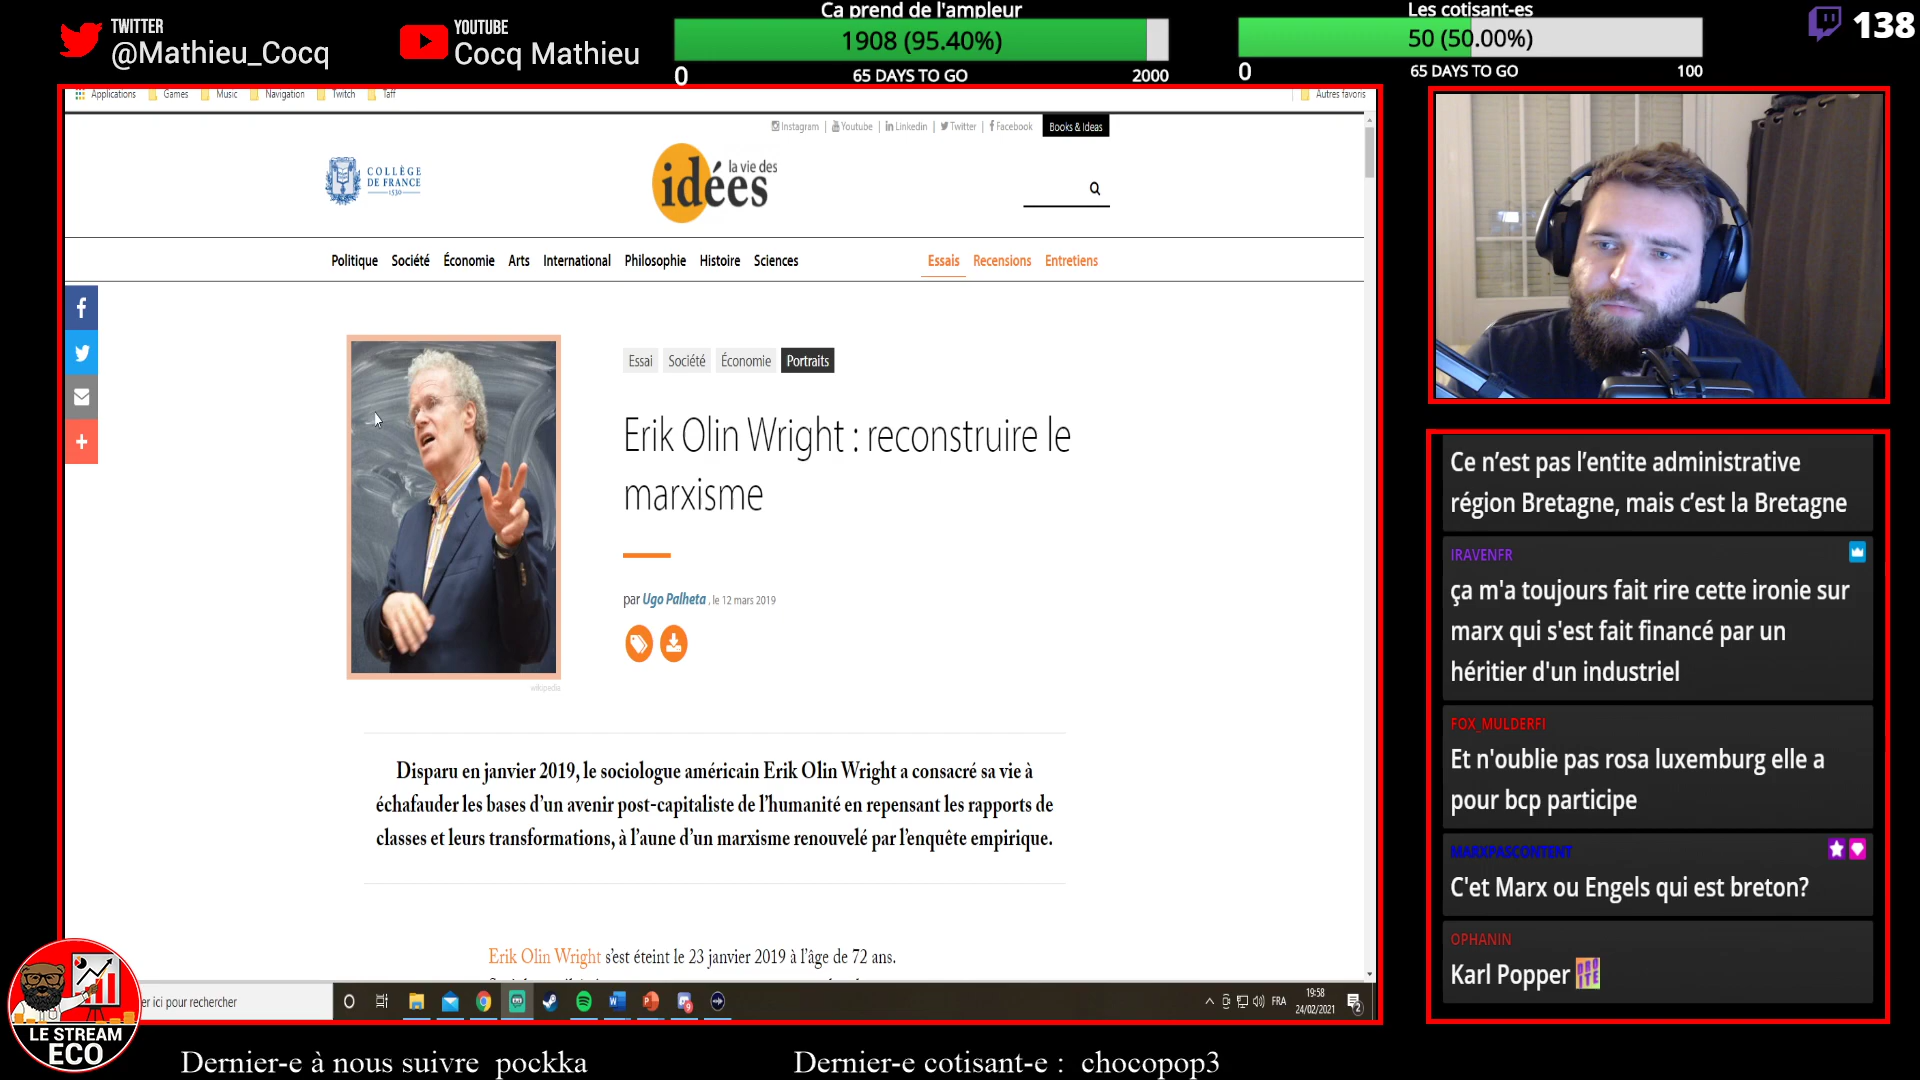 TWITTER
@Mathieu_Cocq
YOUTUBE
Cocq Mathieu
Ca prend de l'ampleur
1908 (95.40%)
0
65 DAYS TO GO
2000
Les cotisant-es
50 (50.00%)
0
65 DAYS TO GO
100
138
Applications
Games
Music
Navigation
Twitch
Taff
Autres favoris
Instagram | Youtube | Linkedin | Twitter | Facebook
Books & Ideas
COLLÈGE
DE FRANCE
1530
la vie des
idées
Politique Société Économie Arts International Philosophie Histoire Sciences
Essais Recensions Entretiens
Essai Société Économie Portraits
Erik Olin Wright : reconstruire le
marxisme
par Ugo Palheta , le 12 mars 2019
wikipedia
Disparu en janvier 2019, le sociologue américain Erik Olin Wright a consacré sa vie à
échafauder les bases d'un avenir post-capitaliste de l'humanité en repensant les rapports de
classes et leurs transformations, à l'aune d'un marxisme renouvelé par l'enquête empirique.
Erik Olin Wright s'est éteint le 23 janvier 2019 à l'âge de 72 ans.
Ce n'est pas l'entite administrative
région Bretagne, mais c'est la Bretagne
IRAVENFR
ça m'a toujours fait rire cette ironie sur
marx qui s'est fait financé par un
héritier d'un industriel
FOX_MULDERFI
Et n'oublie pas rosa luxemburg elle a
pour bcp participe
MARXPASCONTENT
C'et Marx ou Engels qui est breton?
OPHANIN
Karl Popper
er ici pour rechercher
FRA
19:58
24/02/2021
2
LE STREAM
ECO
Dernier-e à nous suivre pockka
Dernier-e cotisant-e : chocopop3